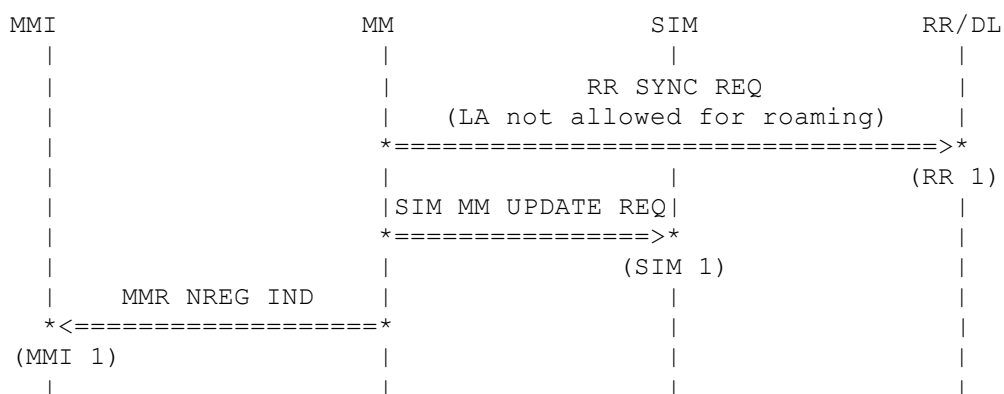 MMI MM SIM RR/DL
RR SYNC REQ
(LA not allowed for roaming)
(RR 1)
SIM MM UPDATE REQ
(SIM 1)
MMR NREG IND
(MMI 1)